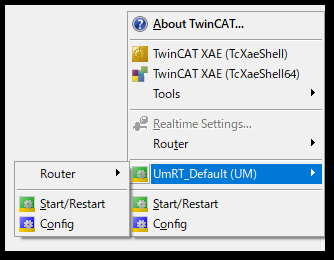 About TwinCAT...
TwinCAT XAE (TcXaeShell)
TwinCAT XAE (TcXaeShell64)
Tools
Realtime Settings...
Router
UmRT_Default (UM)
Start/Restart
Config
Router
Start/Restart
Config